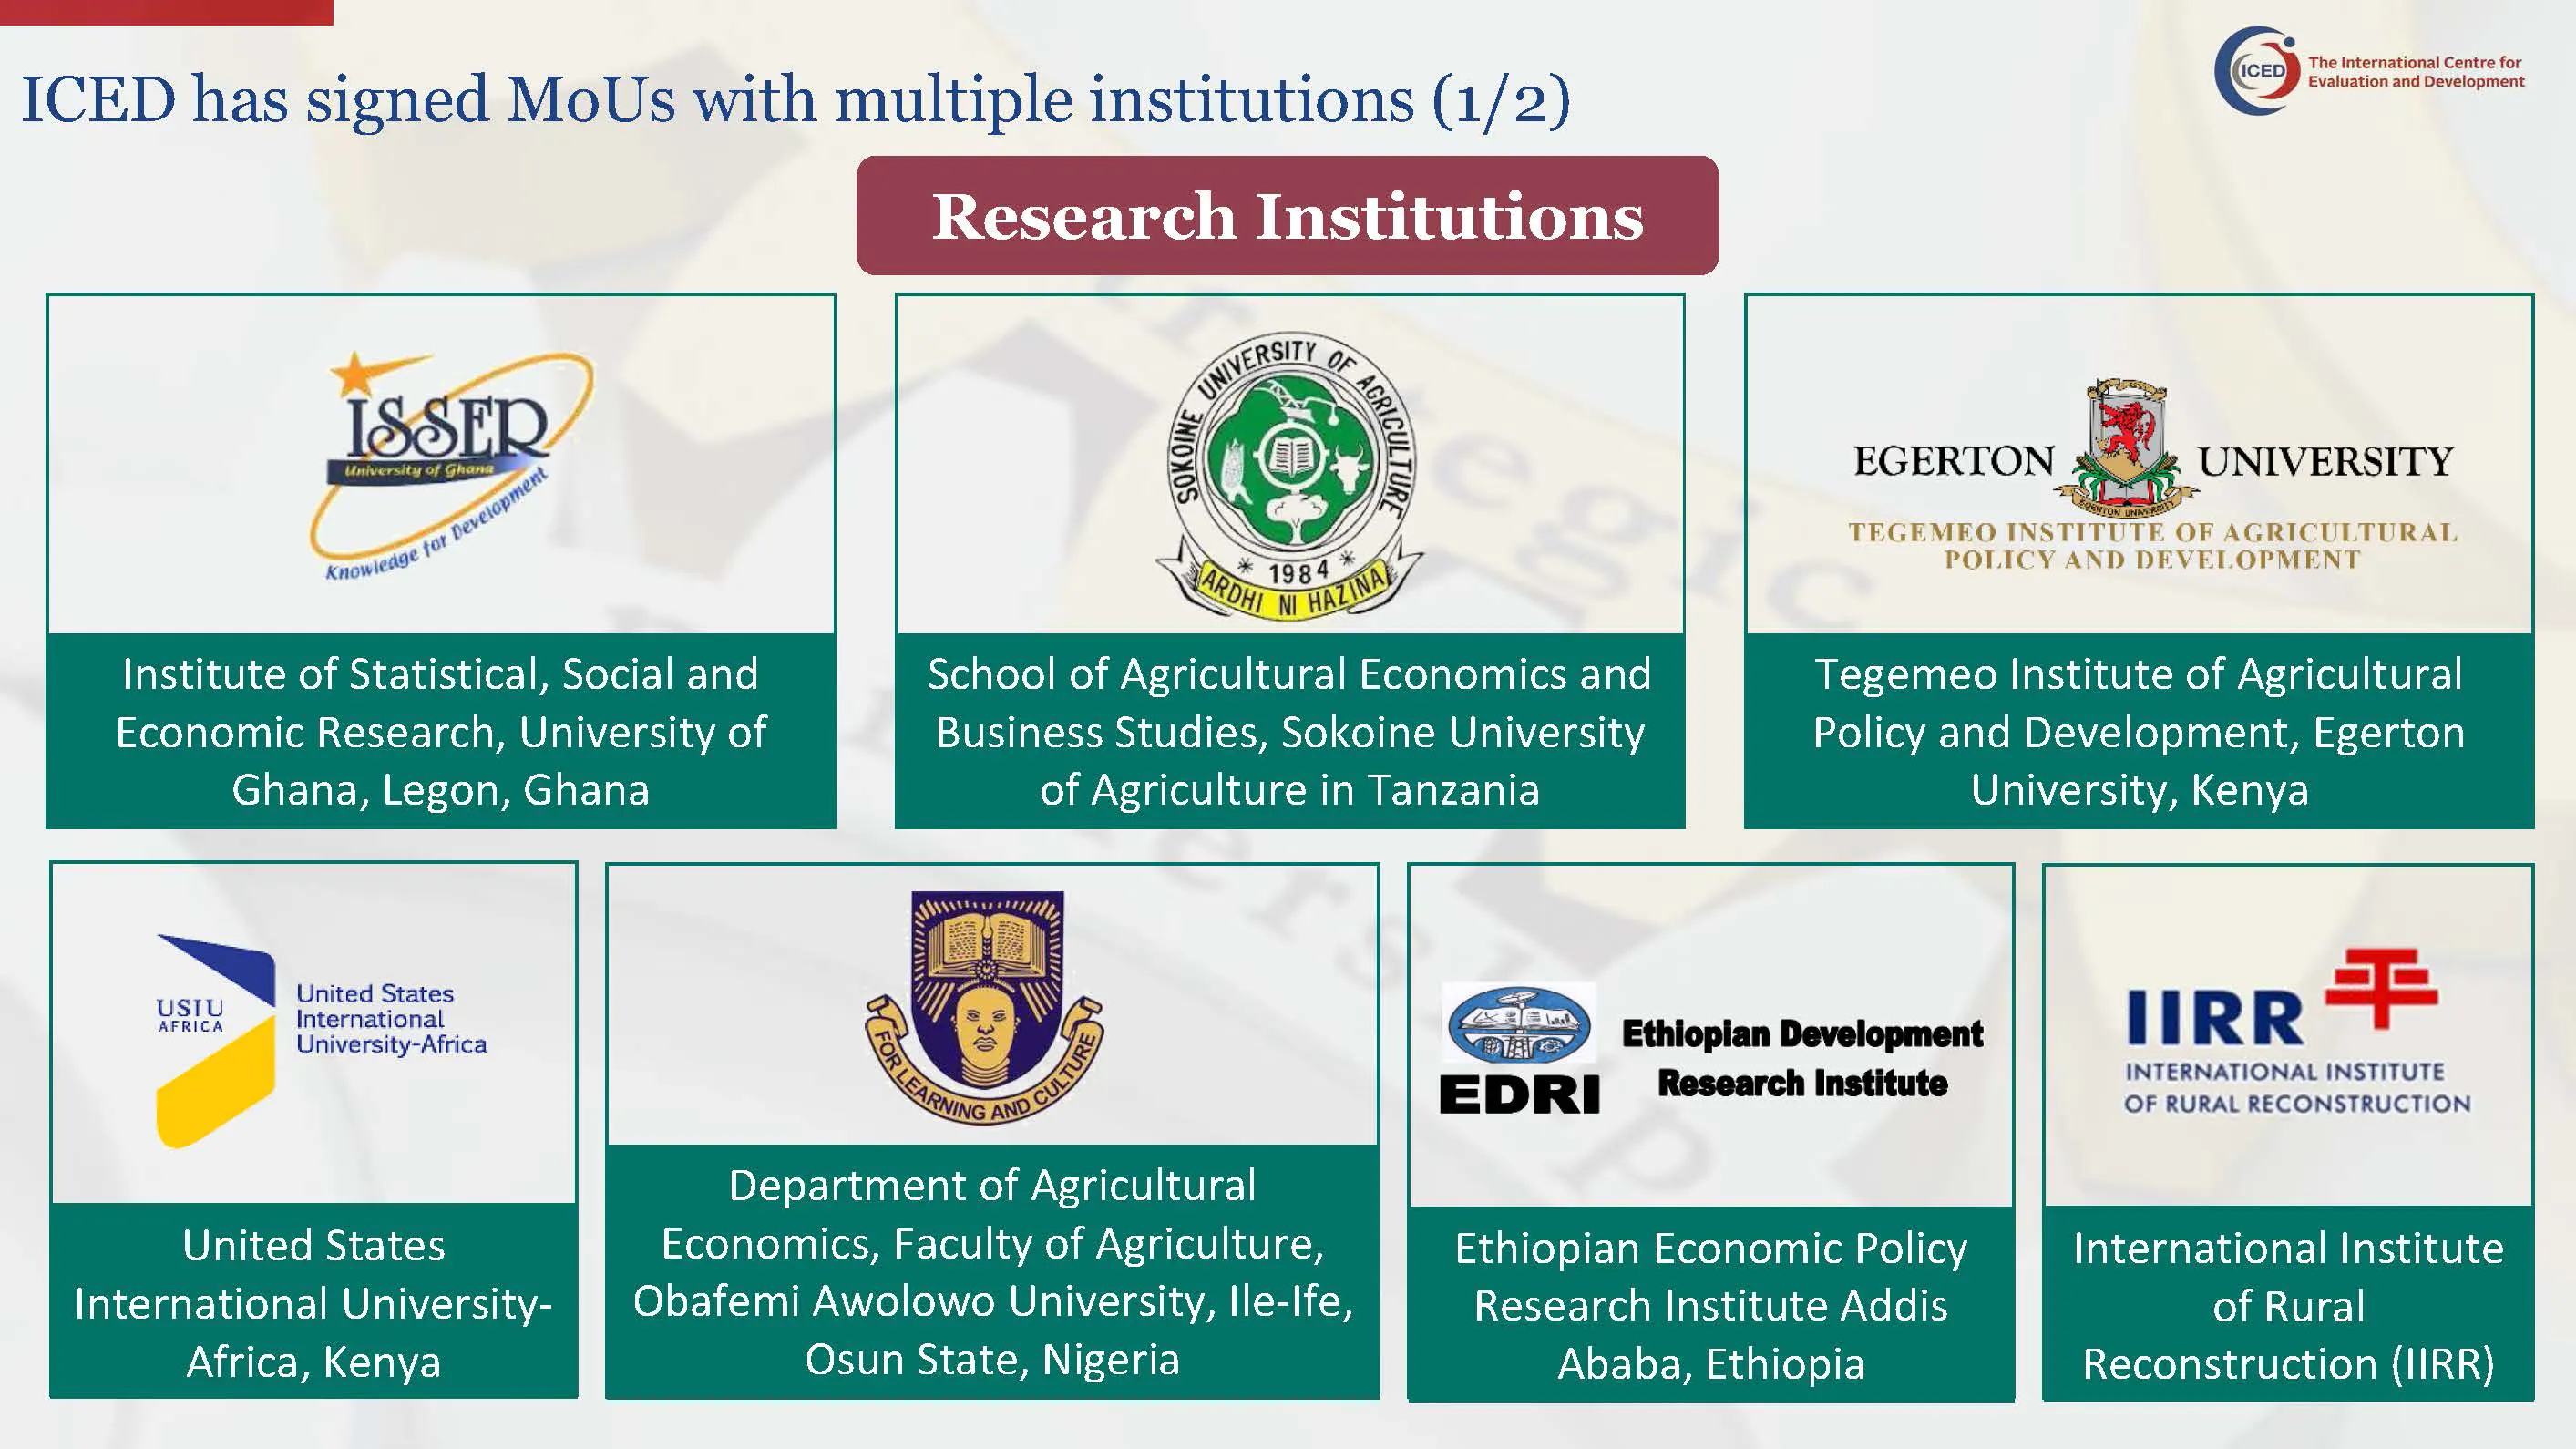 ICED has signed MoUs with multiple institutions (1/2)
ICED
The International Centre for
Evaluation and Development
Research Institutions
ISSER
University of Ghana
Knowledge for Development
Institute of Statistical, Social and
Economic Research, University of
Ghana, Legon, Ghana
SOKOINE UNIVERSITY OF AGRICULTURE
* 1984 *
ARDHI NI HAZINA
School of Agricultural Economics and
Business Studies, Sokoine University
of Agriculture in Tanzania
EGERTON UNIVERSITY
EGERTON UNIVERSITY
TEGEMEO INSTITUTE OF AGRICULTURAL
POLICY AND DEVELOPMENT
Tegemeo Institute of Agricultural
Policy and Development, Egerton
University, Kenya
USIU
AFRICA
United States
International
University-Africa
United States
International University-
Africa, Kenya
FOR LEARNING AND CULTURE
Department of Agricultural
Economics, Faculty of Agriculture,
Obafemi Awolowo University, Ile-Ife,
Osun State, Nigeria
EDRI
Ethiopian Development
Research Institute
Ethiopian Economic Policy
Research Institute Addis
Ababa, Ethiopia
IIRR
INTERNATIONAL INSTITUTE
OF RURAL RECONSTRUCTION
International Institute
of Rural
Reconstruction (IIRR)